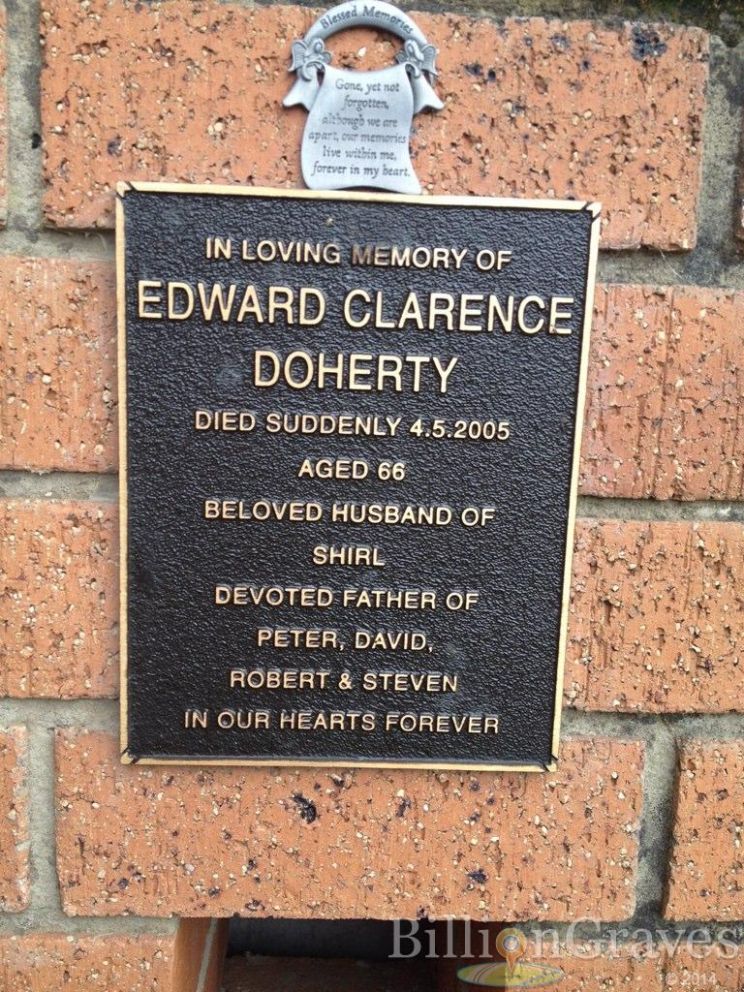 Blessed Memories
Gone, yet not
forgotten,
although we are
apart, our memories
live within me,
forever in my heart.
IN LOVING MEMORY OF
EDWARD CLARENCE
DOHERTY
DIED SUDDENLY 4.5.2005
AGED 66
BELOVED HUSBAND OF
SHIRL
DEVOTED FATHER OF
PETER, DAVID,
ROBERT & STEVEN
IN OUR HEARTS FOREVER
BillionGraves
© 2014